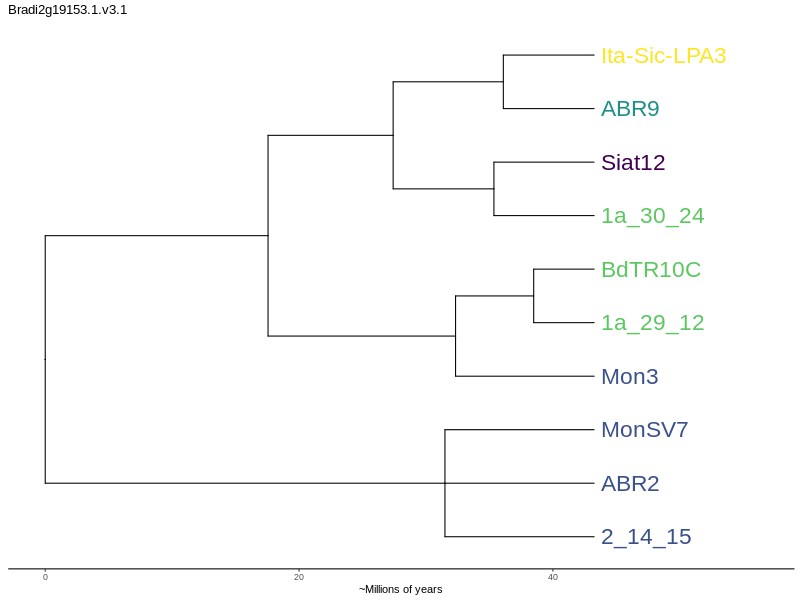 Bradi2g19153.1.v3.1
Ita-Sic-LPA3
ABR9
Siat12
1a_30_24
BdTR10C
1a_29_12
Mon3
MonSV7
ABR2
2_14_15
0 20 40
~Millions of years